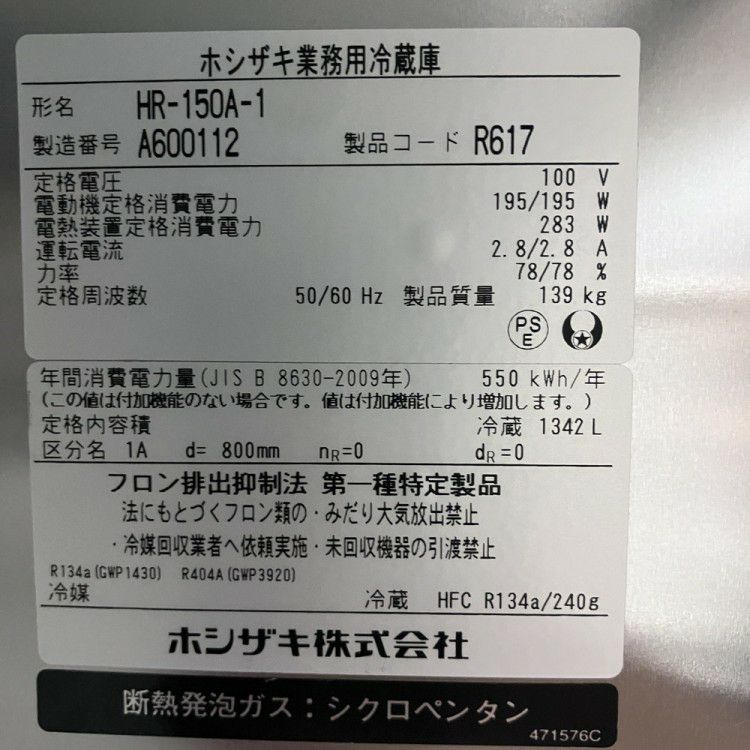 ホシザキ業務用冷蔵庫
形名 HR-150A-1
製造番号 A600112 製品コード R617
定格電圧 100 V
電動機定格消費電力 195/195 W
電熱装置定格消費電力 283 W
運転電流 2.8/2.8 A
力率 78/78 %
定格周波数 50/60 Hz 製品質量 139 kg
PS
E
年間消費電力量(JIS B 8630-2009年) 550 kWh/年
(この値は付加機能のない場合です。値は付加機能により増加します。)
定格内容積 冷蔵 1342 L
区分名 1A d= 800mm nR=0 dR=0
フロン排出抑制法 第一種特定製品
法にもとづくフロン類の・みだり大気放出禁止
・冷媒回収業者へ依頼実施・未回収機器の引渡禁止
R134a(GWP1430) R404A(GWP3920)
冷媒 冷蔵 HFC R134a/240g
ホシザキ株式会社
断熱発泡ガス：シクロペンタン
471576C